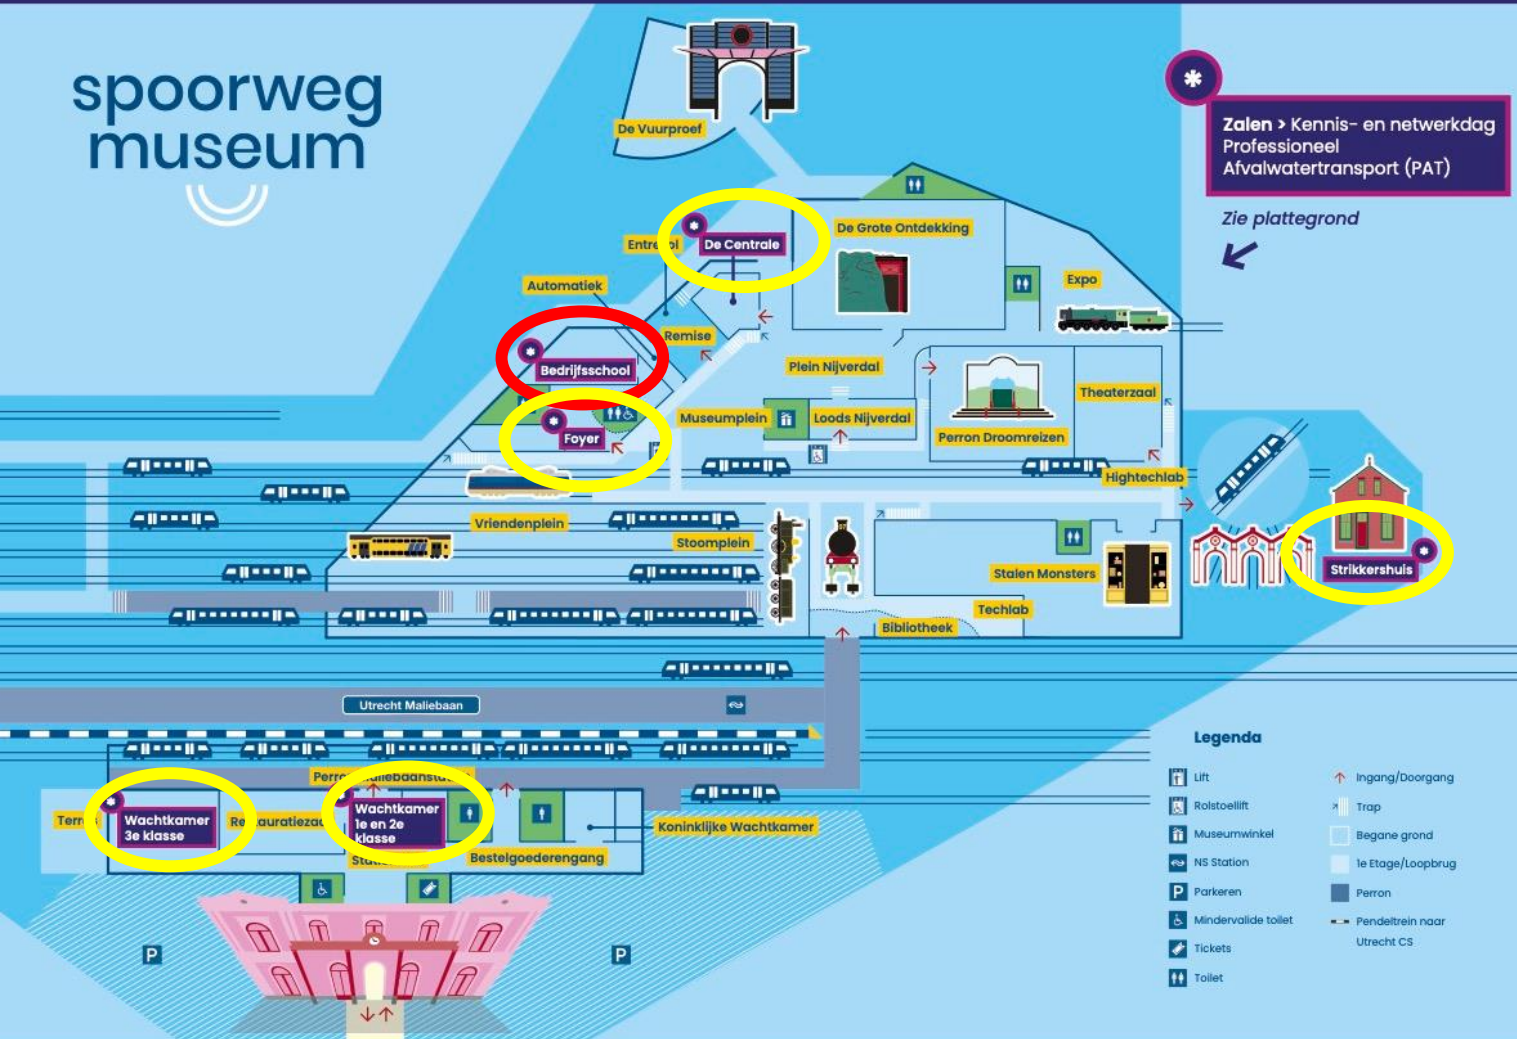 spoorweg
museum
De Vuurproef
Zalen > Kennis- en netwerkdag
Professioneel
Afvalwatertransport (PAT)
Zie plattegrond
De Centrale
De Grote Ontdekking
Automatiek
Expo
Remise
Bedrijfsschool
Plein Nijverdal
Theaterzaal
Foyer
Museumplein
Loods Nijverdal
Perron Droomreizen
Hightechlab
Vriendenplein
Stoomplein
Stalen Monsters
Strikkershuis
Techlab
Bibliotheek
Utrecht Maliebaan
Wachtkamer
3e klasse
Wachtkamer
1e en 2e
klasse
Koninklijke Wachtkamer
Bestelgoederengang
P
P
Legenda
Lift
Rolstoellift
Museumwinkel
NS Station
P Parkeren
Mindervalide toilet
Tickets
Toilet
Ingang/Doorgang
Trap
Begane grond
1e Etage/Loopbrug
Perron
Pendeltrein naar
Utrecht CS